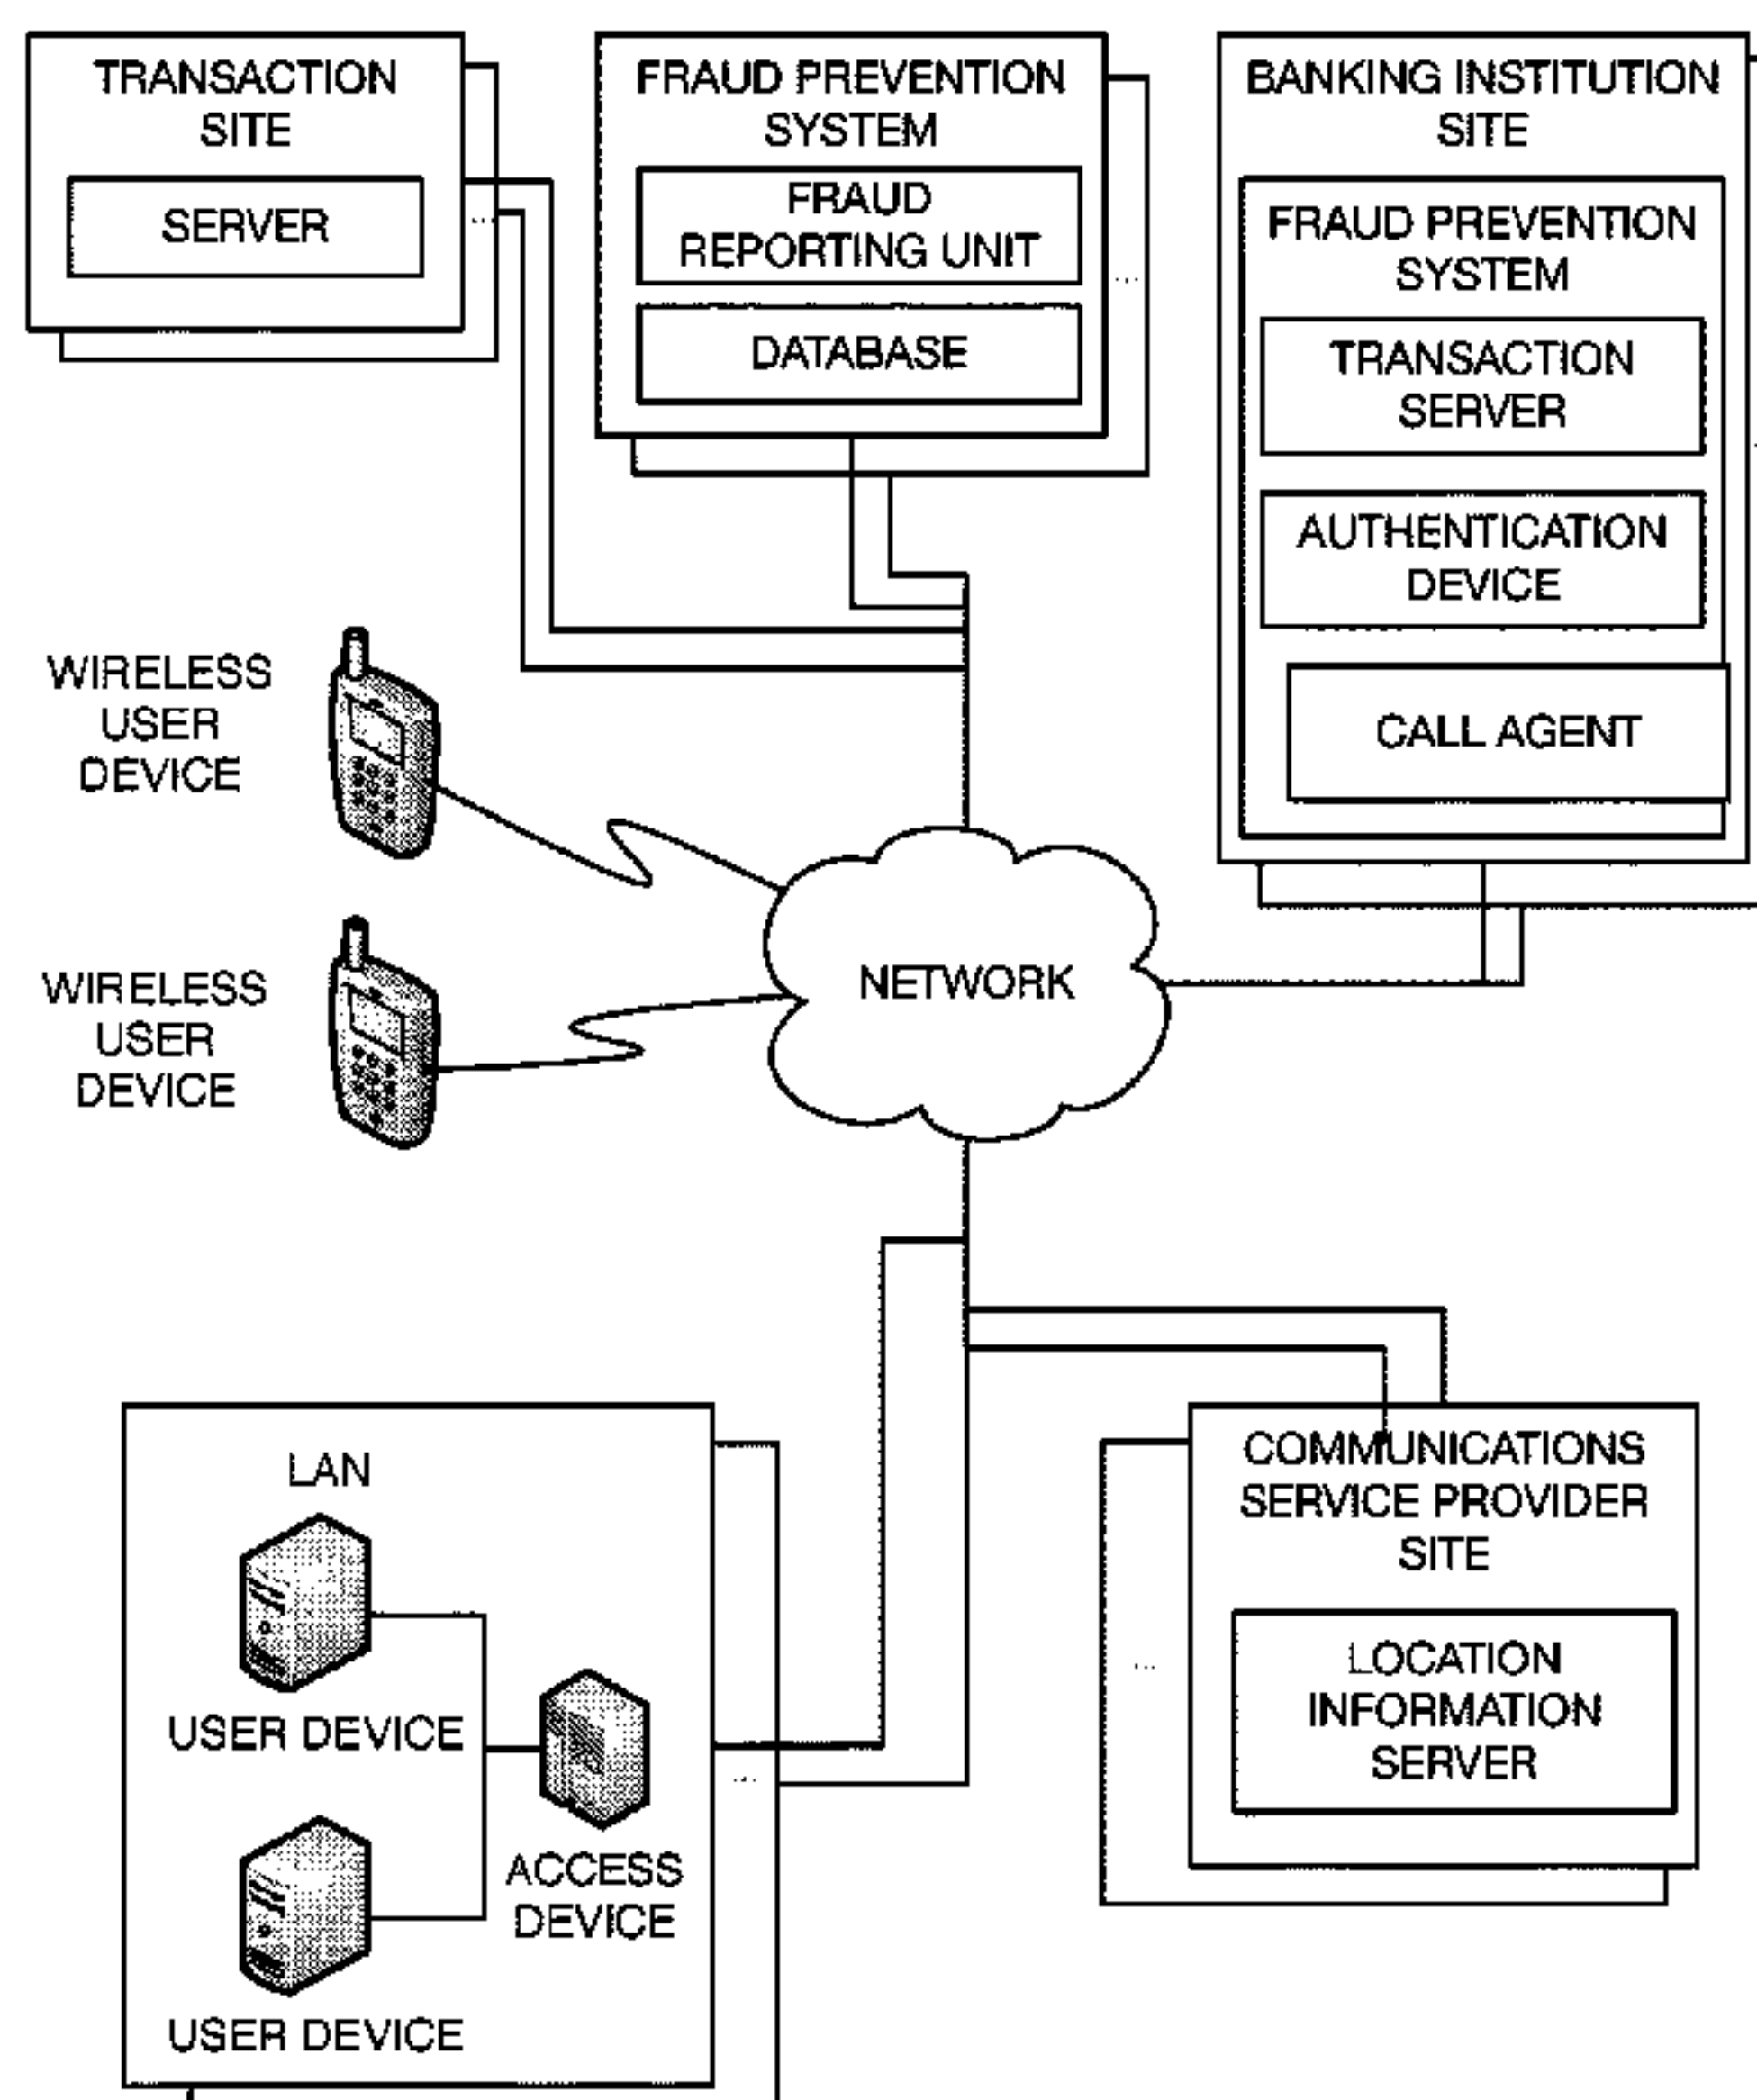 TRANSACTION
SITE
SERVER
...
FRAUD PREVENTION
SYSTEM
FRAUD
REPORTING UNIT
DATABASE
...
BANKING INSTITUTION
SITE
FRAUD PREVENTION
SYSTEM
TRANSACTION
SERVER
AUTHENTICATION
DEVICE
CALL AGENT
WIRELESS
USER
DEVICE
WIRELESS
USER
DEVICE
NETWORK
LAN
USER DEVICE
ACCESS
DEVICE
USER DEVICE
...
COMMUNICATIONS
SERVICE PROVIDER
SITE
LOCATION
INFORMATION
SERVER
...